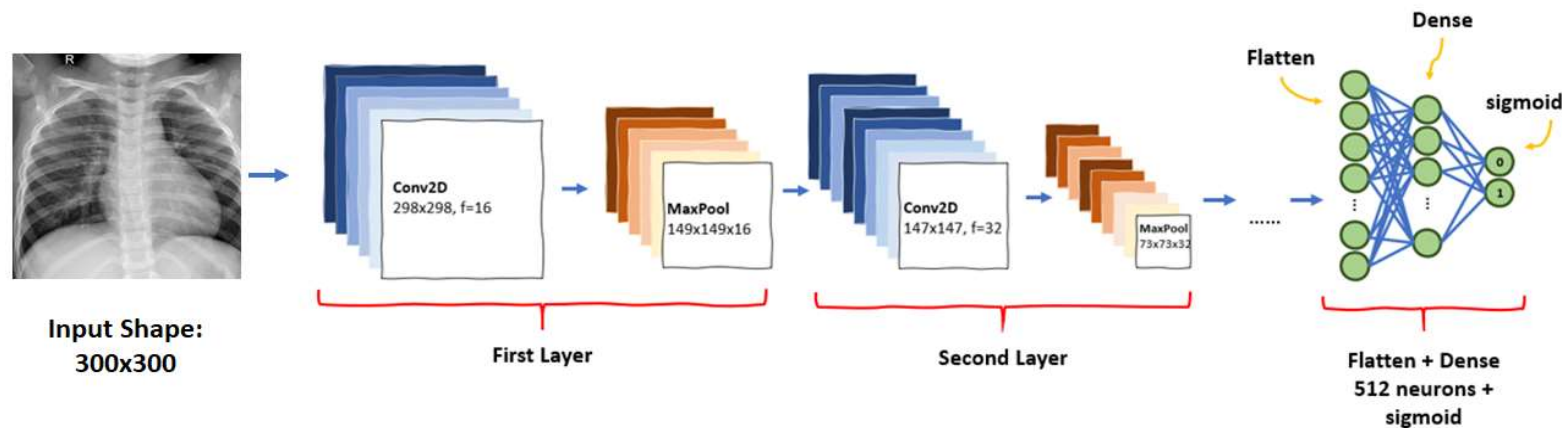 R
Input Shape:
300x300
Conv2D
298x298, f=16
MaxPool
149x149x16
First Layer
Conv2D
147x147, f=32
MaxPool
73x73x32
Second Layer
......
Flatten
Dense
sigmoid
0
1
Flatten + Dense
512 neurons +
sigmoid